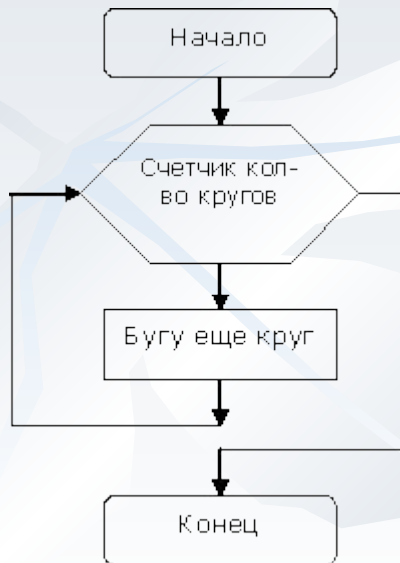 Начало
Счетчик кол-
во кругов
Бугу еще круг
Конец